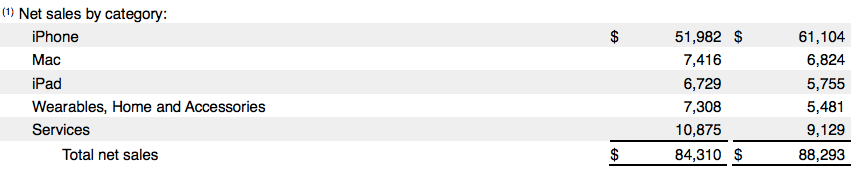 (1) Net sales by category:
iPhone $ 51,982 $ 61,104
Mac 7,416 6,824
iPad 6,729 5,755
Wearables, Home and Accessories 7,308 5,481
Services 10,875 9,129
Total net sales $ 84,310 $ 88,293